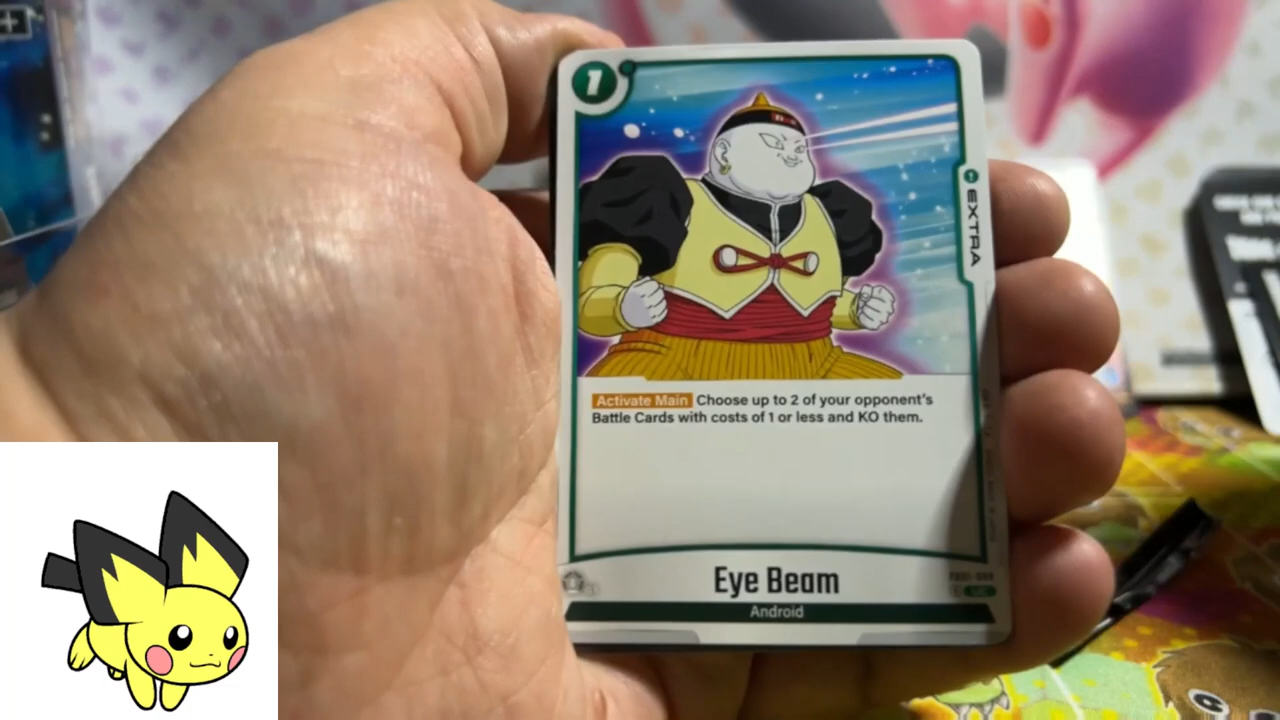 1
EXTRA
Activate Main Choose up to 2 of your opponent's
Battle Cards with costs of 1 or less and KO them.
Eye Beam
Android